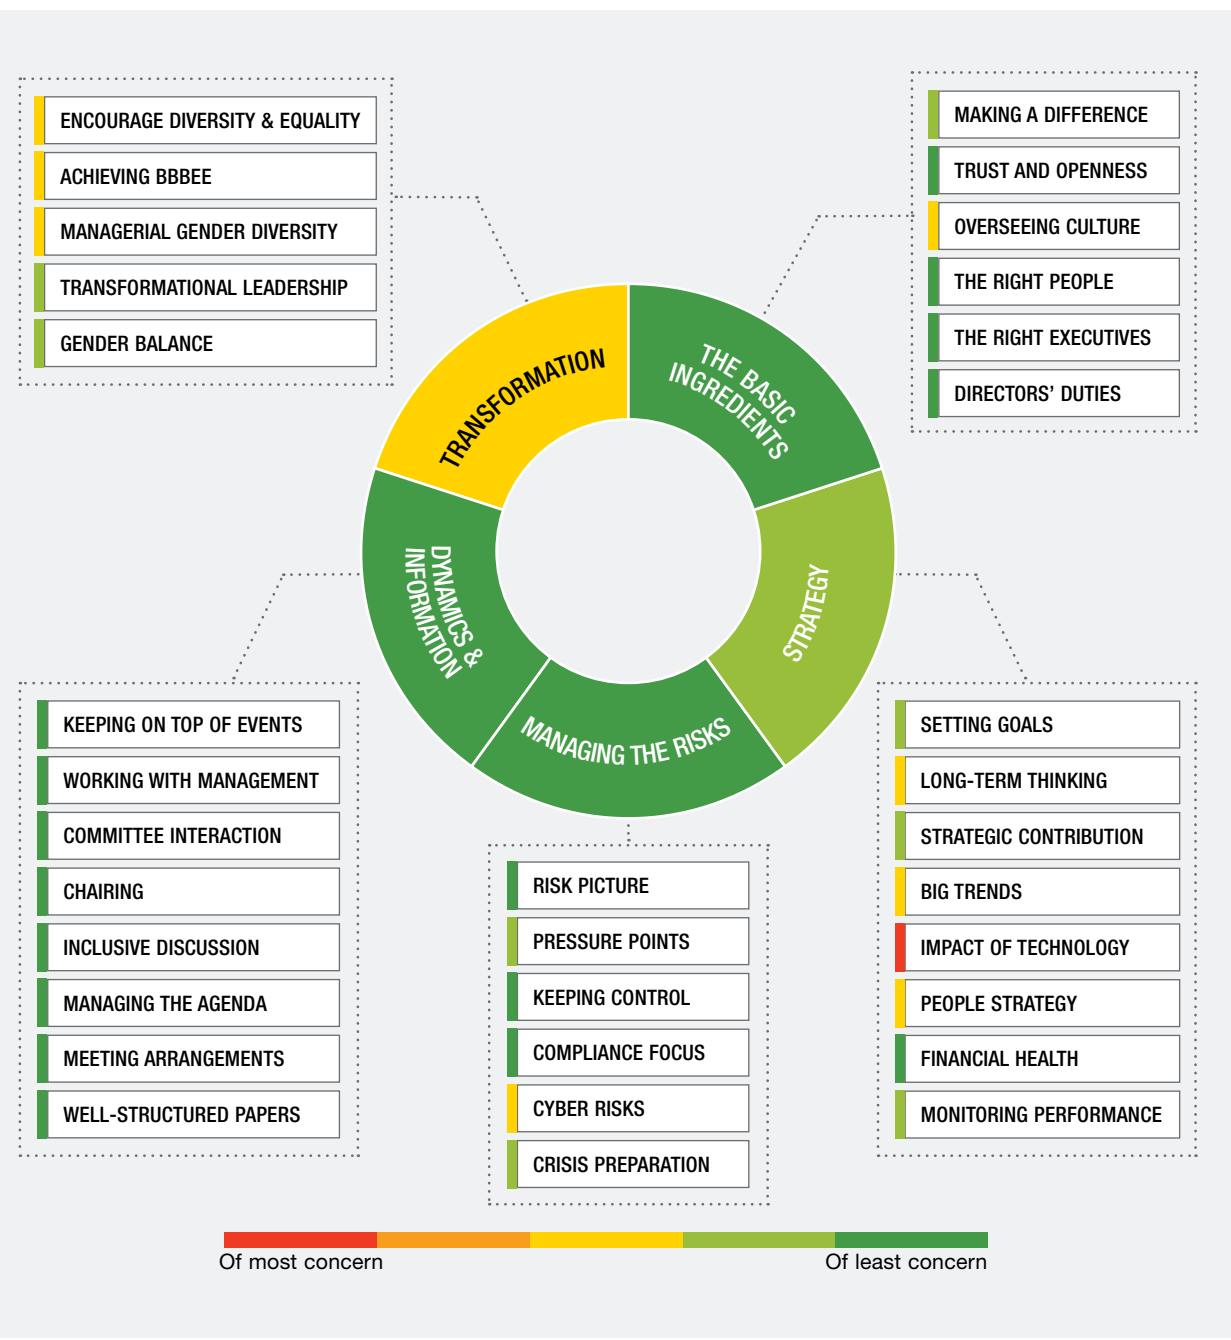 ENCOURAGE DIVERSITY & EQUALITY
ACHIEVING BBBEE
MANAGERIAL GENDER DIVERSITY
TRANSFORMATIONAL LEADERSHIP
GENDER BALANCE
MAKING A DIFFERENCE
TRUST AND OPENNESS
OVERSEEING CULTURE
THE RIGHT PEOPLE
THE RIGHT EXECUTIVES
DIRECTORS’ DUTIES
TRANSFORMATION
THE BASIC
INGREDIENTS
DYNAMICS &
INFORMATION
STRATEGY
MANAGING THE RISKS
KEEPING ON TOP OF EVENTS
WORKING WITH MANAGEMENT
COMMITTEE INTERACTION
CHAIRING
INCLUSIVE DISCUSSION
MANAGING THE AGENDA
MEETING ARRANGEMENTS
WELL-STRUCTURED PAPERS
RISK PICTURE
PRESSURE POINTS
KEEPING CONTROL
COMPLIANCE FOCUS
CYBER RISKS
CRISIS PREPARATION
SETTING GOALS
LONG-TERM THINKING
STRATEGIC CONTRIBUTION
BIG TRENDS
IMPACT OF TECHNOLOGY
PEOPLE STRATEGY
FINANCIAL HEALTH
MONITORING PERFORMANCE
Of most concern
Of least concern